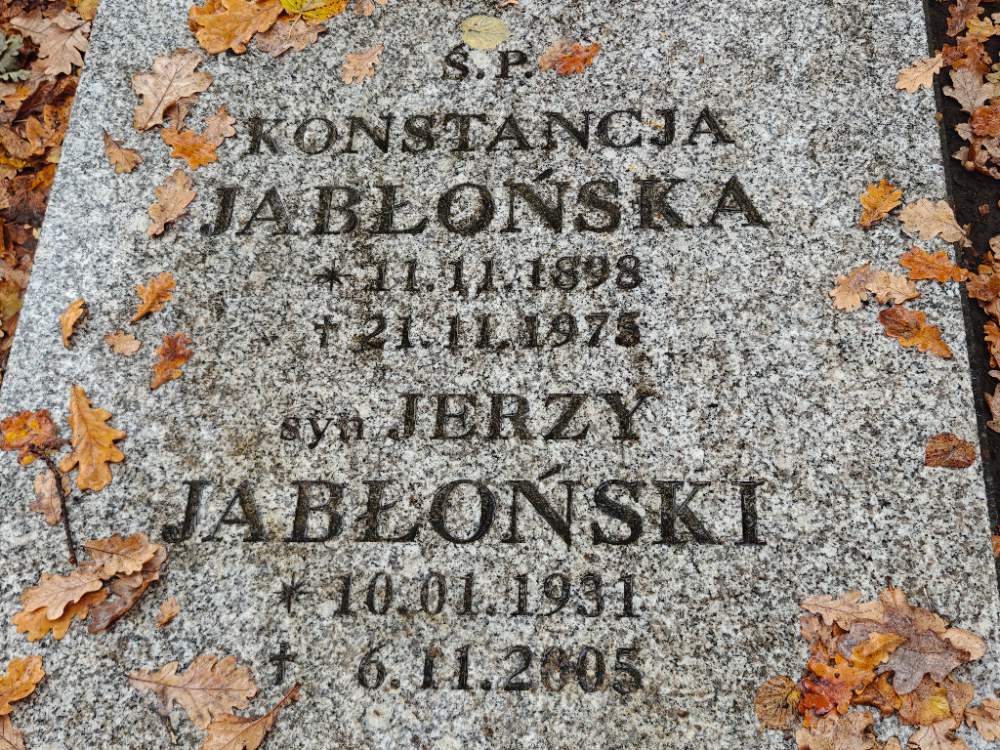 Ś.P.
KONSTANCJA
JABŁOŃSKA
* 11.11.1898
† 21.11.1975
syn JERZY
JABŁOŃSKI
* 10.01.1931
† 6.11.2005